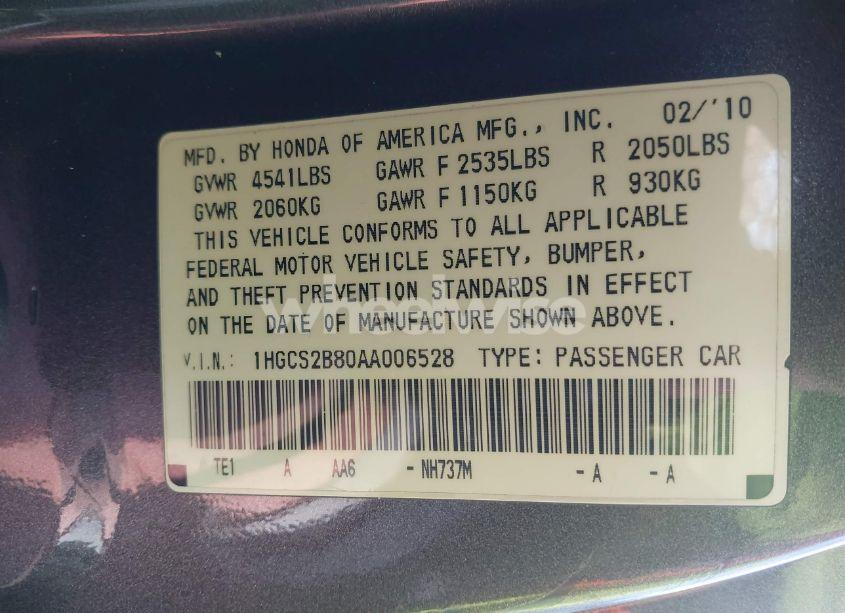 MFD. BY HONDA OF AMERICA MFG., INC. 02/'10
GVWR 4541LBS GAWR F 2535LBS R 2050LBS
GVWR 2060KG GAWR F 1150KG R 930KG
THIS VEHICLE CONFORMS TO ALL APPLICABLE
FEDERAL MOTOR VEHICLE SAFETY, BUMPER,
AND THEFT PREVENTION STANDARDS IN EFFECT
ON THE DATE OF MANUFACTURE SHOWN ABOVE.
wheelwise
V.I.N.: 1HGCS2B80AA006528 TYPE: PASSENGER CAR
TE1 A AA6 - NH737M - A - A